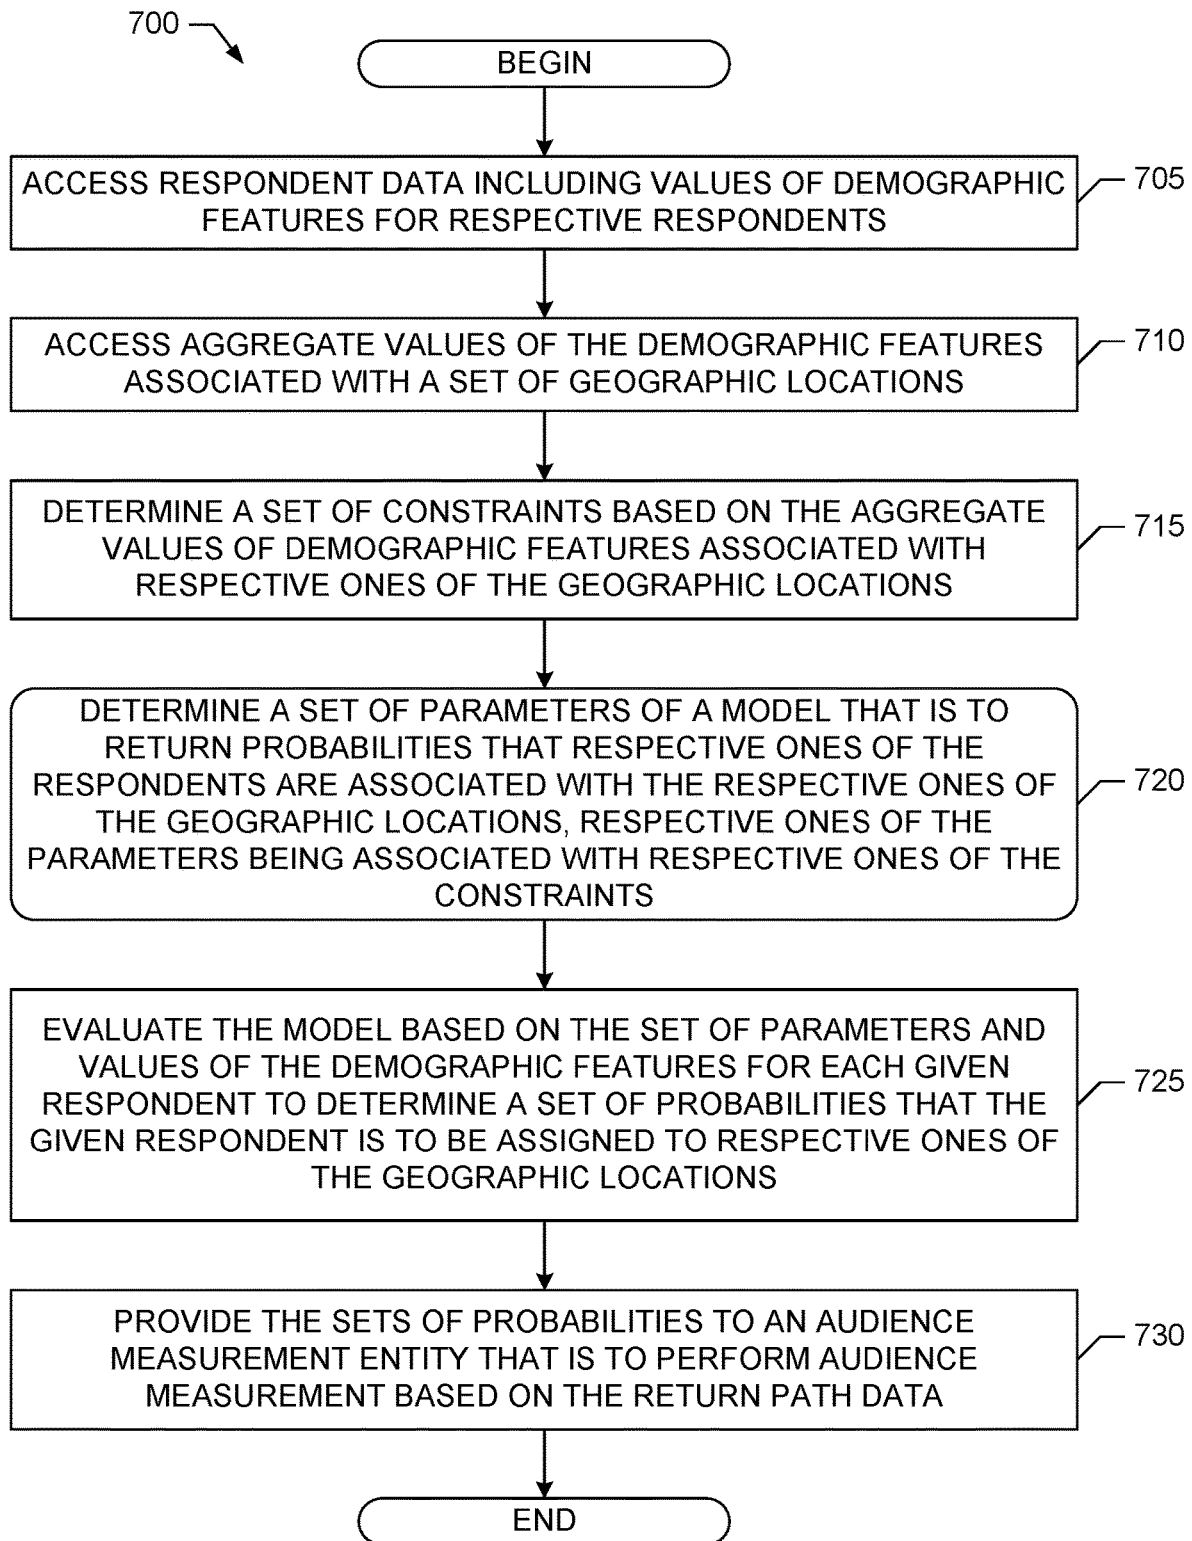 700
BEGIN
ACCESS RESPONDENT DATA INCLUDING VALUES OF DEMOGRAPHIC
FEATURES FOR RESPECTIVE RESPONDENTS
705
ACCESS AGGREGATE VALUES OF THE DEMOGRAPHIC FEATURES
ASSOCIATED WITH A SET OF GEOGRAPHIC LOCATIONS
710
DETERMINE A SET OF CONSTRAINTS BASED ON THE AGGREGATE
VALUES OF DEMOGRAPHIC FEATURES ASSOCIATED WITH
RESPECTIVE ONES OF THE GEOGRAPHIC LOCATIONS
715
DETERMINE A SET OF PARAMETERS OF A MODEL THAT IS TO
RETURN PROBABILITIES THAT RESPECTIVE ONES OF THE
RESPONDENTS ARE ASSOCIATED WITH THE RESPECTIVE ONES OF
THE GEOGRAPHIC LOCATIONS, RESPECTIVE ONES OF THE
PARAMETERS BEING ASSOCIATED WITH RESPECTIVE ONES OF THE
CONSTRAINTS
720
EVALUATE THE MODEL BASED ON THE SET OF PARAMETERS AND
VALUES OF THE DEMOGRAPHIC FEATURES FOR EACH GIVEN
RESPONDENT TO DETERMINE A SET OF PROBABILITIES THAT THE
GIVEN RESPONDENT IS TO BE ASSIGNED TO RESPECTIVE ONES OF
THE GEOGRAPHIC LOCATIONS
725
PROVIDE THE SETS OF PROBABILITIES TO AN AUDIENCE
MEASUREMENT ENTITY THAT IS TO PERFORM AUDIENCE
MEASUREMENT BASED ON THE RETURN PATH DATA
730
END